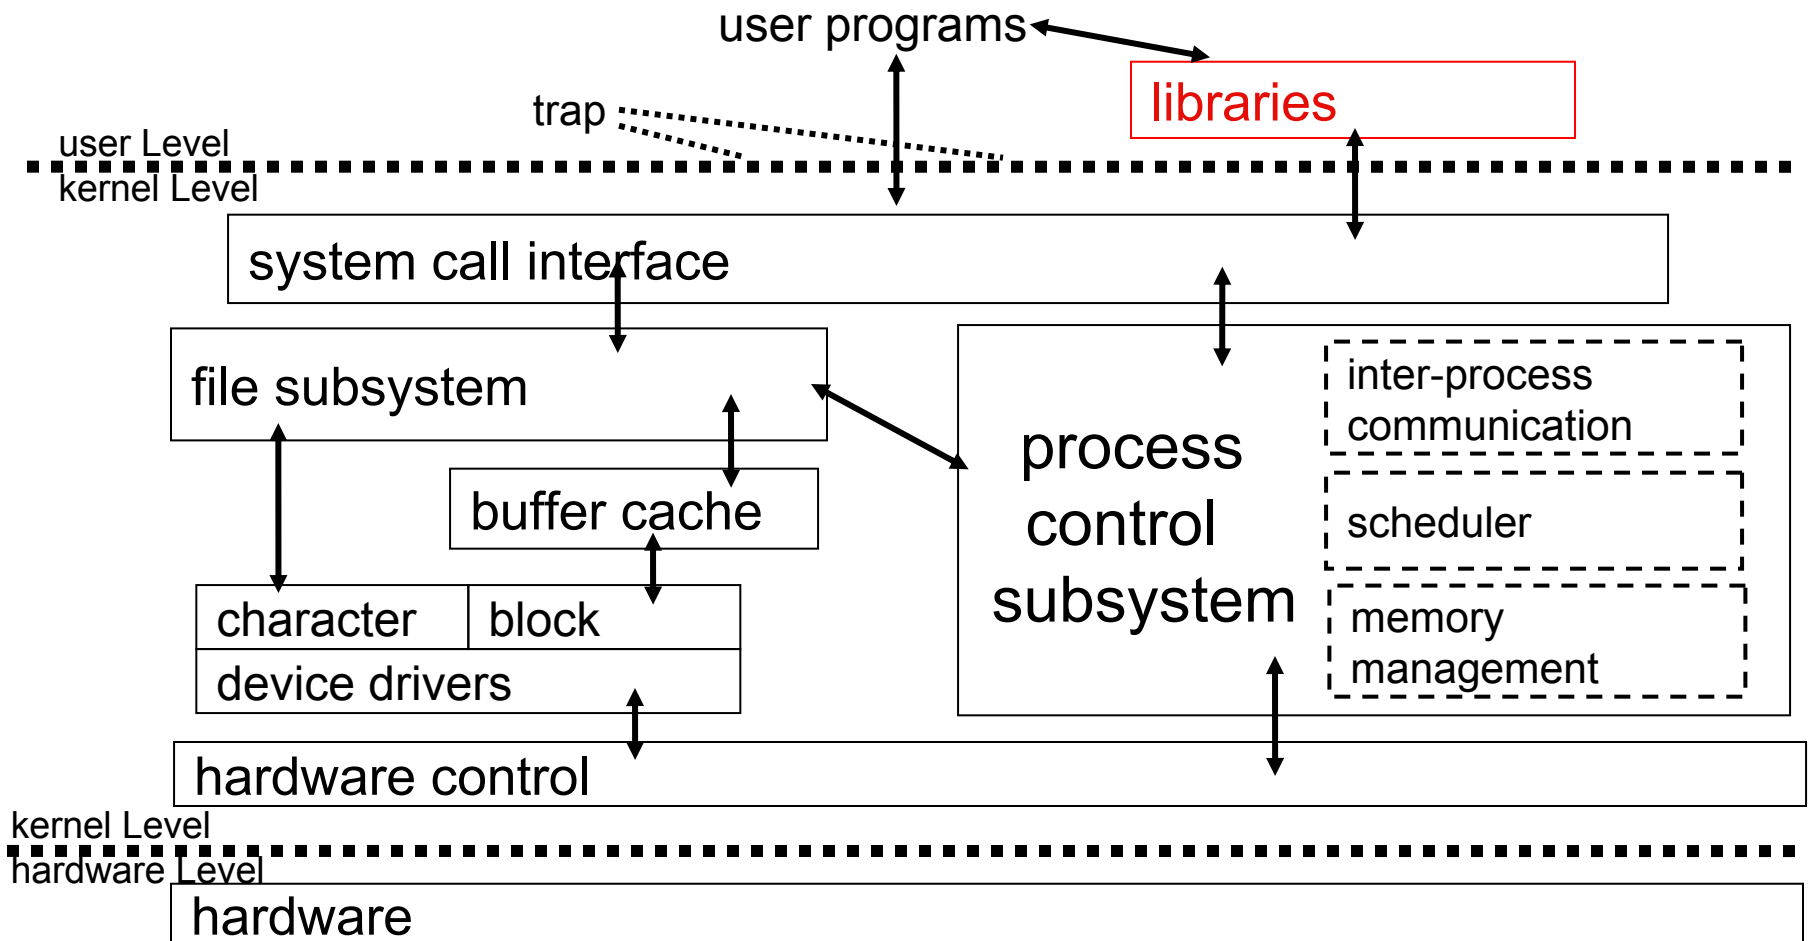 user programs
libraries
trap
user Level
kernel Level
system call interface
file subsystem
buffer cache
character
block
device drivers
process
control
subsystem
inter-process
communication
scheduler
memory
management
hardware control
kernel Level
hardware Level
hardware